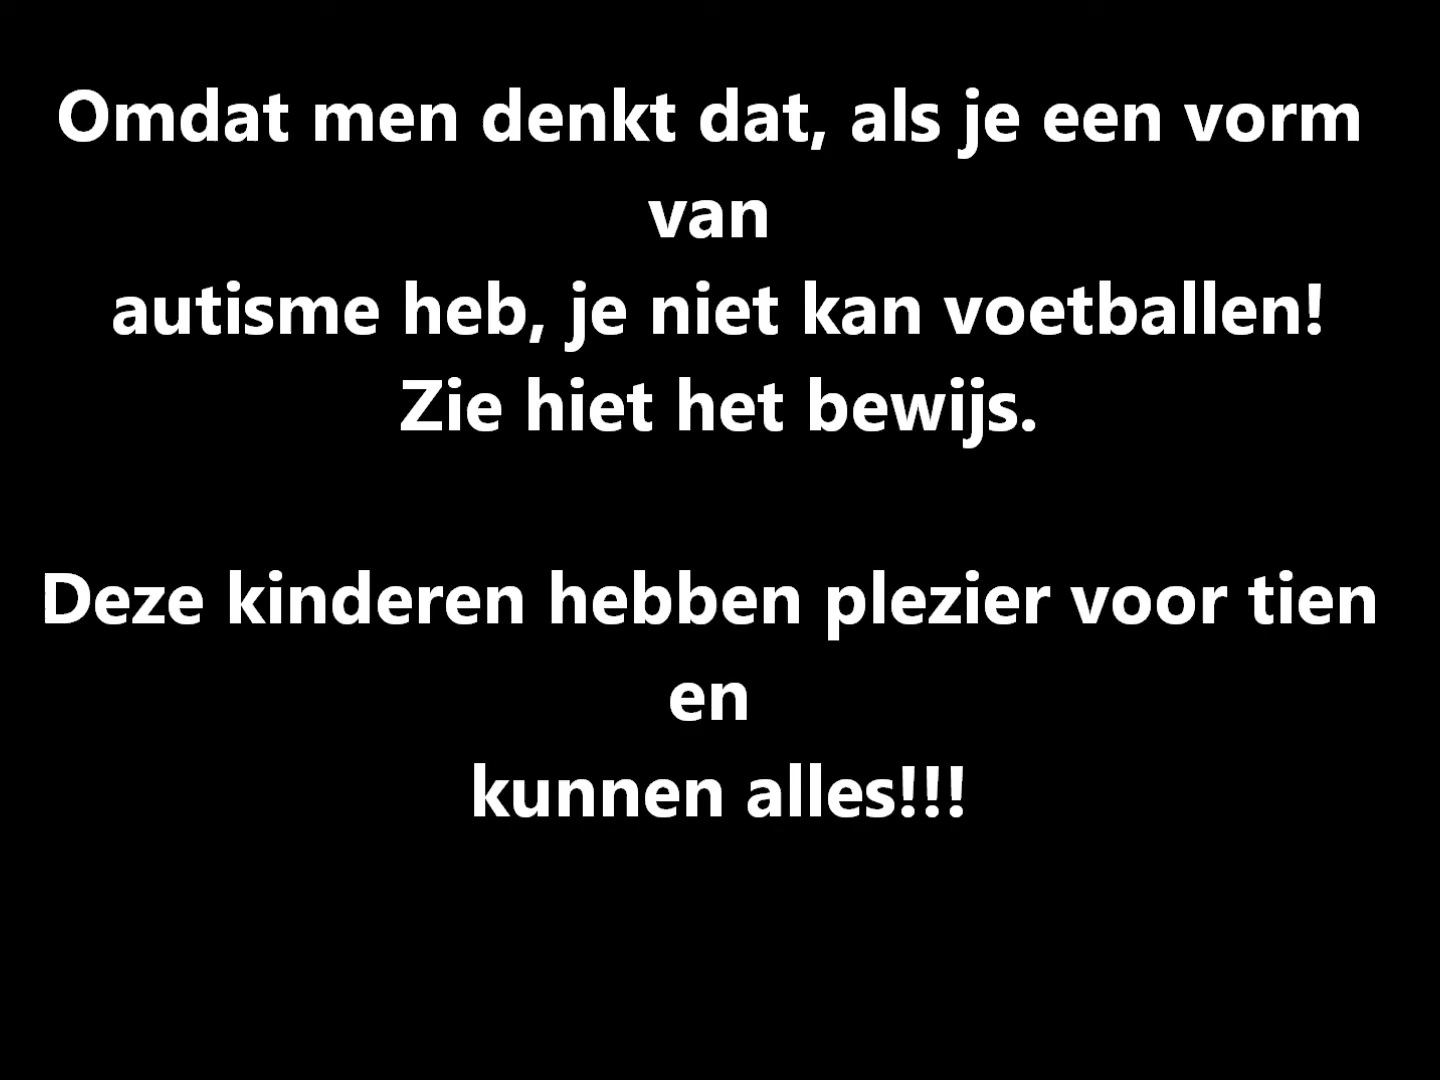 Omdat men denkt dat, als je een vorm
van
autisme heb, je niet kan voetballen!
Zie hiet het bewijs.
Deze kinderen hebben plezier voor tien
en
kunnen alles!!!